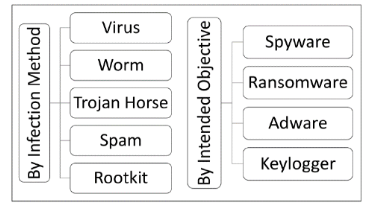 By Infection Method
Virus
Worm
Trojan Horse
Spam
Rootkit
By Intended Objective
Spyware
Ransomware
Adware
Keylogger